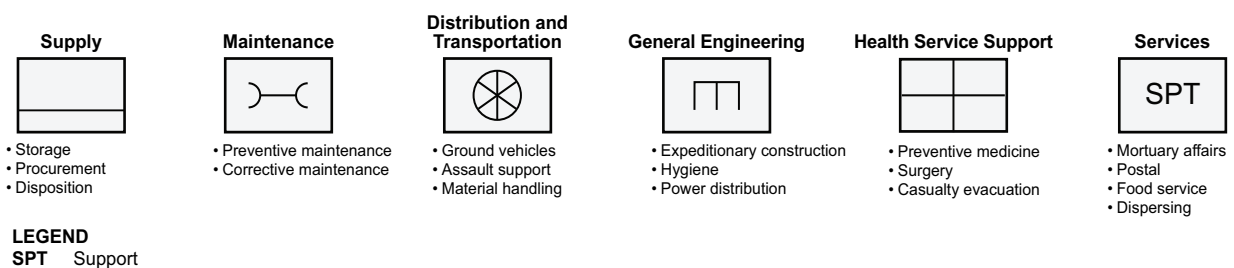 Supply
• Storage
• Procurement
• Disposition
Maintenance
• Preventive maintenance
• Corrective maintenance
Distribution and
Transportation
• Ground vehicles
• Assault support
• Material handling
General Engineering
• Expeditionary construction
• Hygiene
• Power distribution
Health Service Support
• Preventive medicine
• Surgery
• Casualty evacuation
Services
SPT
• Mortuary affairs
• Postal
• Food service
• Dispersing
LEGEND
SPT Support